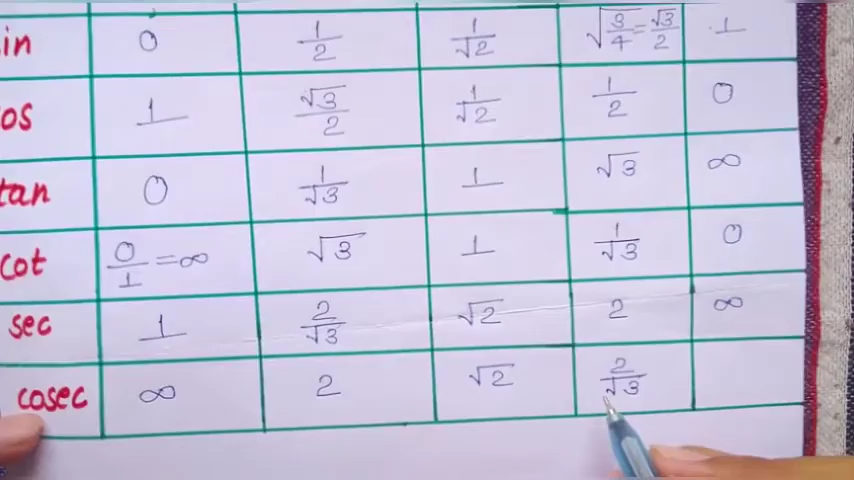 in 0 1/2 1/√2 √3/4 = √3/2 1
os 1 √3/2 1/√2 1/2 0
tan 0 1/√3 1 √3 ∞
cot 0/1 = ∞ √3 1 1/√3 0
sec 1 2/√3 √2 2 ∞
cosec ∞ 2 √2 2/√3